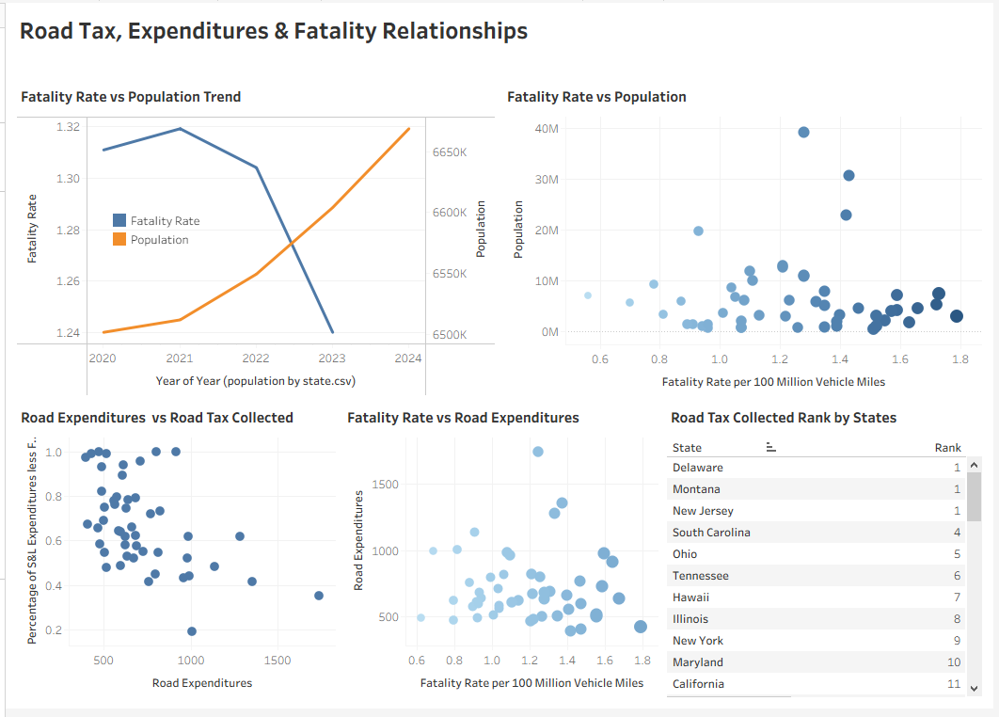 Road Tax, Expenditures & Fatality Relationships
Fatality Rate vs Population Trend
1.32
1.30
1.28
1.26
1.24
Fatality Rate
Fatality Rate
Population
6650K
6600K
6550K
6500K
Population
2020 2021 2022 2023 2024
Year of Year (population by state.csv)
Fatality Rate vs Population
40M
30M
20M
10M
0M
Population
0.6 0.8 1.0 1.2 1.4 1.6 1.8
Fatality Rate per 100 Million Vehicle Miles
Road Expenditures vs Road Tax Collected
Percentage of S&L Expenditures less F..
1.0
0.8
0.6
0.4
0.2
500 1000 1500
Road Expenditures
Fatality Rate vs Road Expenditures
Road Expenditures
1500
1000
500
0.6 0.8 1.0 1.2 1.4 1.6 1.8
Fatality Rate per 100 Million Vehicle Miles
Road Tax Collected Rank by States
State Rank
Delaware 1
Montana 1
New Jersey 1
South Carolina 4
Ohio 5
Tennessee 6
Hawaii 7
Illinois 8
New York 9
Maryland 10
California 11